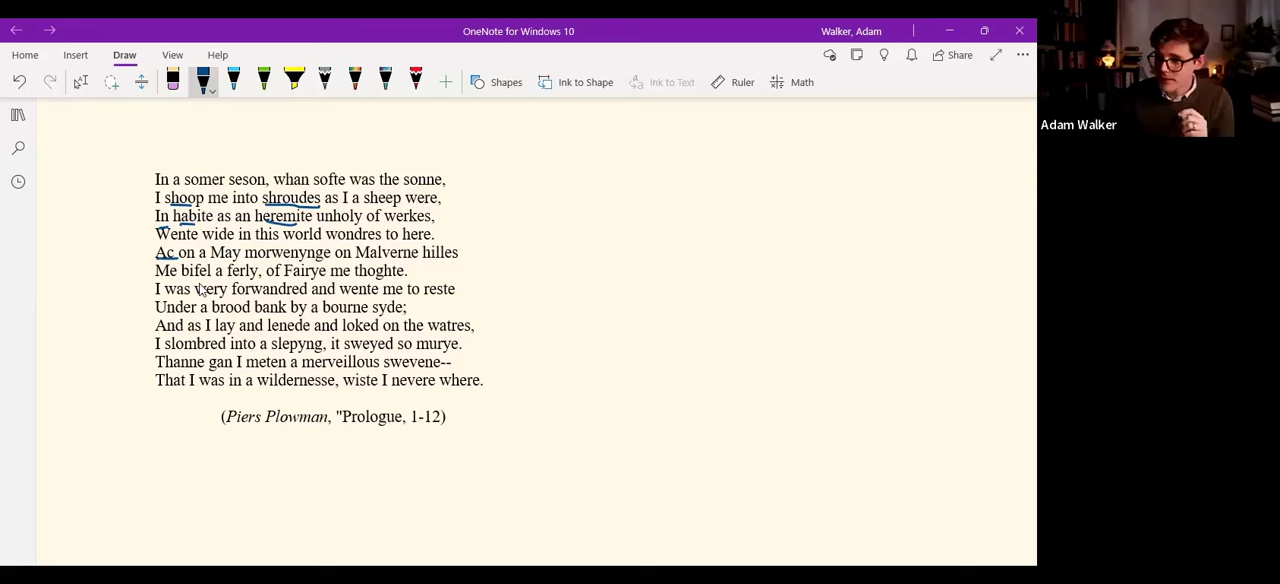 OneNote for Windows 10
Walker, Adam
Home Insert Draw View Help
Share
Shapes Ink to Shape Ink to Text Ruler Math
Adam Walker
In a somer seson, whan softe was the sonne,
I shoop me into shroudes as I a sheep were,
In habite as an heremite unholy of werkes,
Wente wide in this world wondres to here.
Ac on a May morwenynge on Malverne hilles
Me bifel a ferly, of Fairye me thoghte.
I was wery forwandred and wente me to reste
Under a brood bank by a bourne syde;
And as I lay and lenede and loked on the watres,
I slombred into a slepyng, it sweyed so murye.
Thanne gan I meten a merveillous swevene--
That I was in a wildernesse, wiste I nevere where.
(Piers Plowman, "Prologue, 1-12)